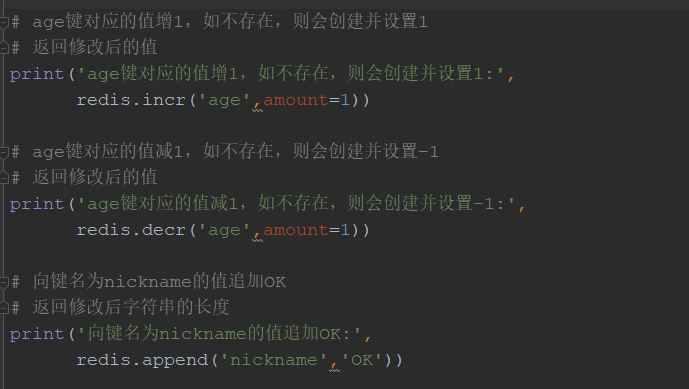 # age键对应的值增1，如不存在，则会创建并设置1
# 返回修改后的值
print('age键对应的值增1，如不存在，则会创建并设置1:',
redis.incr('age',amount=1))
# age键对应的值减1，如不存在，则会创建并设置-1
# 返回修改后的值
print('age键对应的值减1，如不存在，则会创建并设置-1:',
redis.decr('age',amount=1))
# 向键名为nickname的值追加OK
# 返回修改后字符串的长度
print('向键名为nickname的值追加OK:',
redis.append('nickname','OK'))